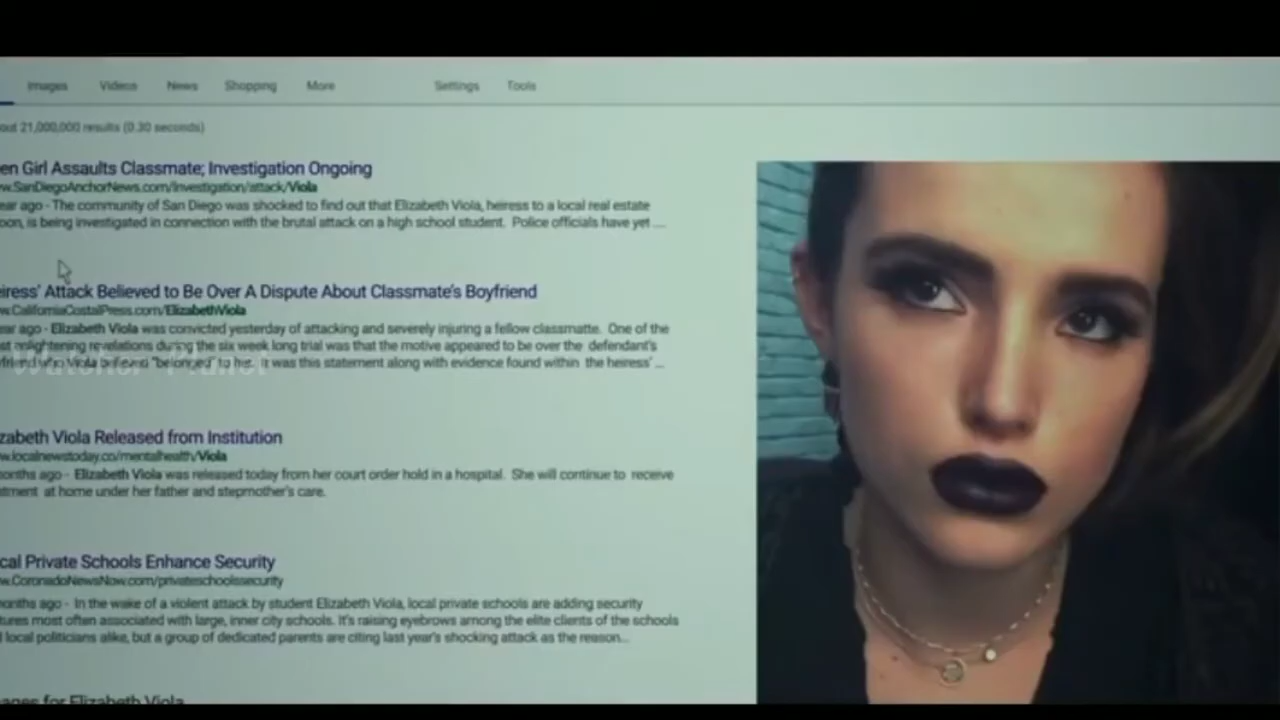 Images Videos News Shopping More Settings Tools
out 21,000,000 results (0.30 seconds)
en Girl Assaults Classmate; Investigation Ongoing
w.SanDiegoAnchorNews.com/investigation/attack/Viola
ear ago - The community of San Diego was shocked to find out that Elizabeth Viola, heiress to a local real estate
oon, is being investigated in connection with the brutal attack on a high school student. Police officials have yet ....
eiress' Attack Believed to Be Over A Dispute About Classmate's Boyfriend
w.CaliforniaCostalPress.com/ElizabethViola
ear ago - Elizabeth Viola was convicted yesterday of attacking and severely injuring a fellow classmatte. One of the
st enlightening revelations during the six week long trial was that the motive appeared to be over the defendant's
yfriend who Viola "belonged" to her. It was this statement along with evidence found within the heiress' ...
zabeth Viola Released from Institution
w.localnewstoday.co/mentalhealth/Viola
onths ago - Elizabeth Viola was released today from her court order hold in a hospital. She will continue to receive
atment at home under her father and stepmother's care.
cal Private Schools Enhance Security
w.CoronadoNewsNow.com/privateschoolssecurity
onths ago - In the wake of a violent attack by student Elizabeth Viola, local private schools are adding security
tures most often associated with large, inner city schools. It's raising eyebrows among the elite clients of the schools
l local politicians alike, but a group of dedicated parents are citing last year's shocking attack as the reason...
ages for Elizabeth Viola